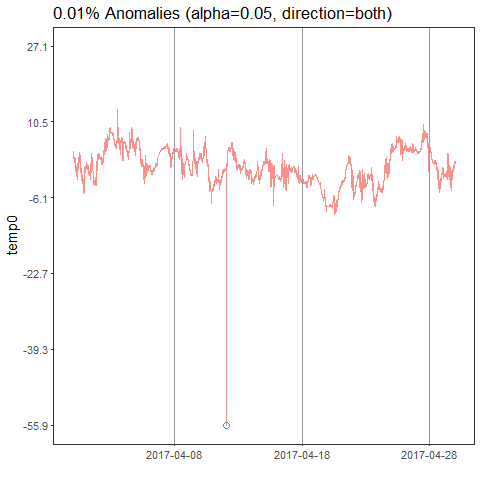 0.01% Anomalies (alpha=0.05, direction=both)
27.1
10.5
-6.1
-22.7
-39.3
-55.9
temp0
2017-04-08 2017-04-18 2017-04-28